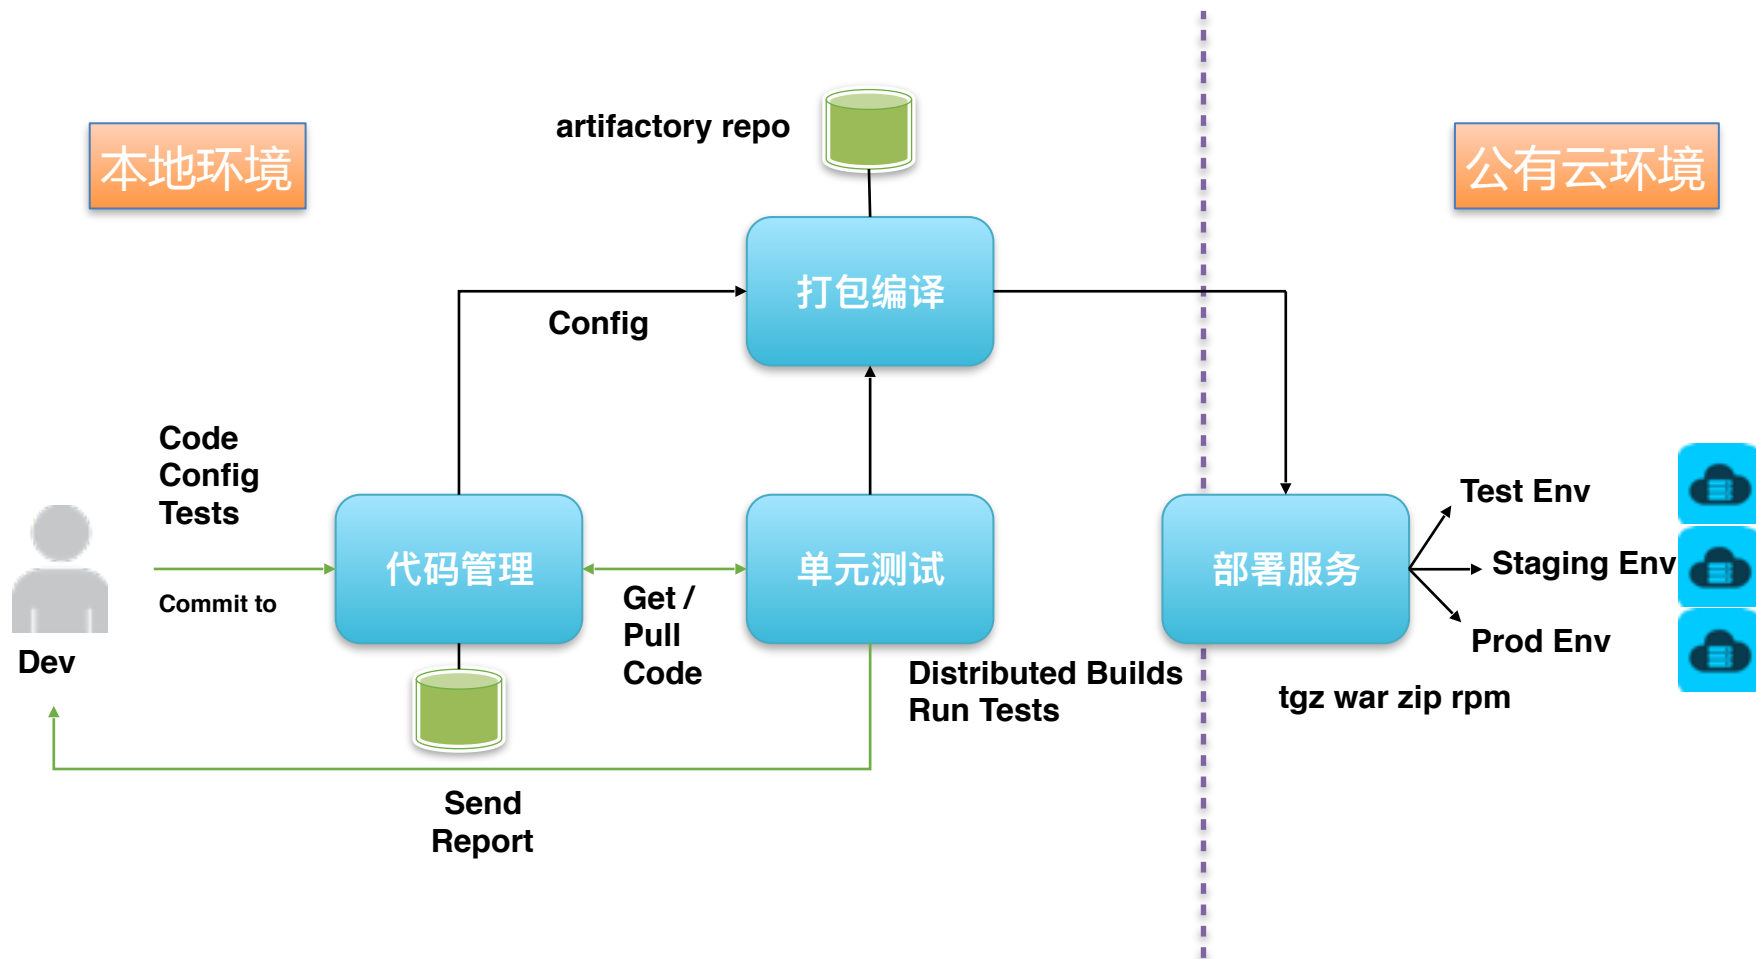 artifactory repo
本地环境
公有云环境
打包编译
Config
Code
Config
Tests
Commit to
Dev
代码管理
Get /
Pull
Code
单元测试
Distributed Builds
Run Tests
Send
Report
部署服务
Test Env
Staging Env
Prod Env
tgz war zip rpm